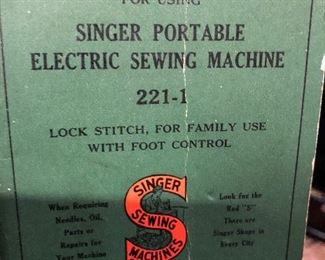 FOR USING
SINGER PORTABLE
ELECTRIC SEWING MACHINE
221-1
LOCK STITCH, FOR FAMILY USE
WITH FOOT CONTROL
When Requiring
Needles, Oil,
Parts or
Repairs for
Your Machine
SINGER
SEWING
MACHINES
Look for the
Red "S"
There are
Singer Shops in
Every City